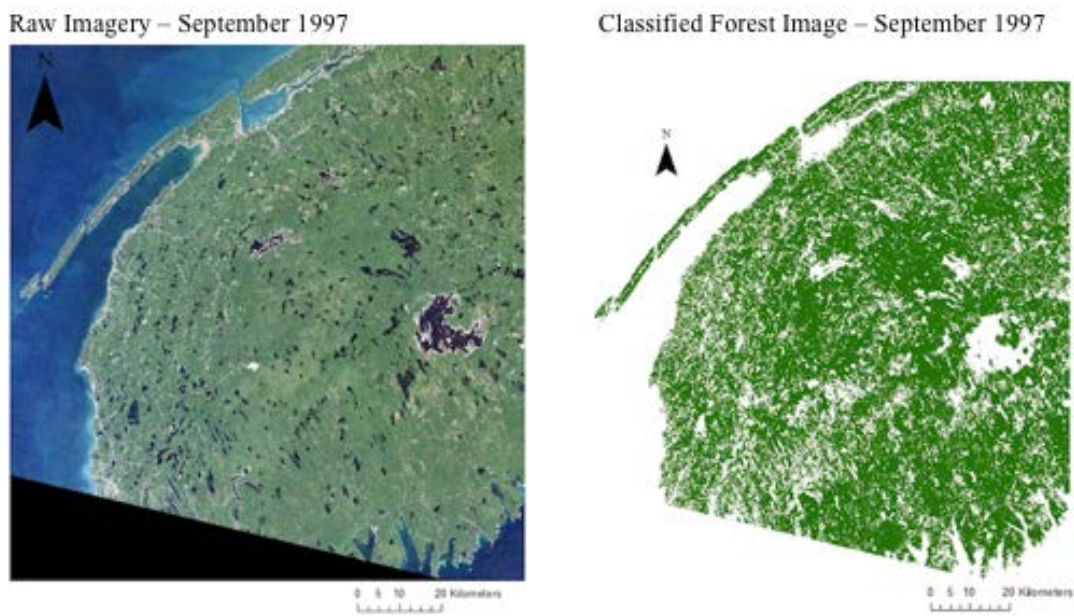 Raw Imagery – September 1997
Classified Forest Image – September 1997
N
N
0 5 10 20 Kilometers
0 5 10 20 Kilometers